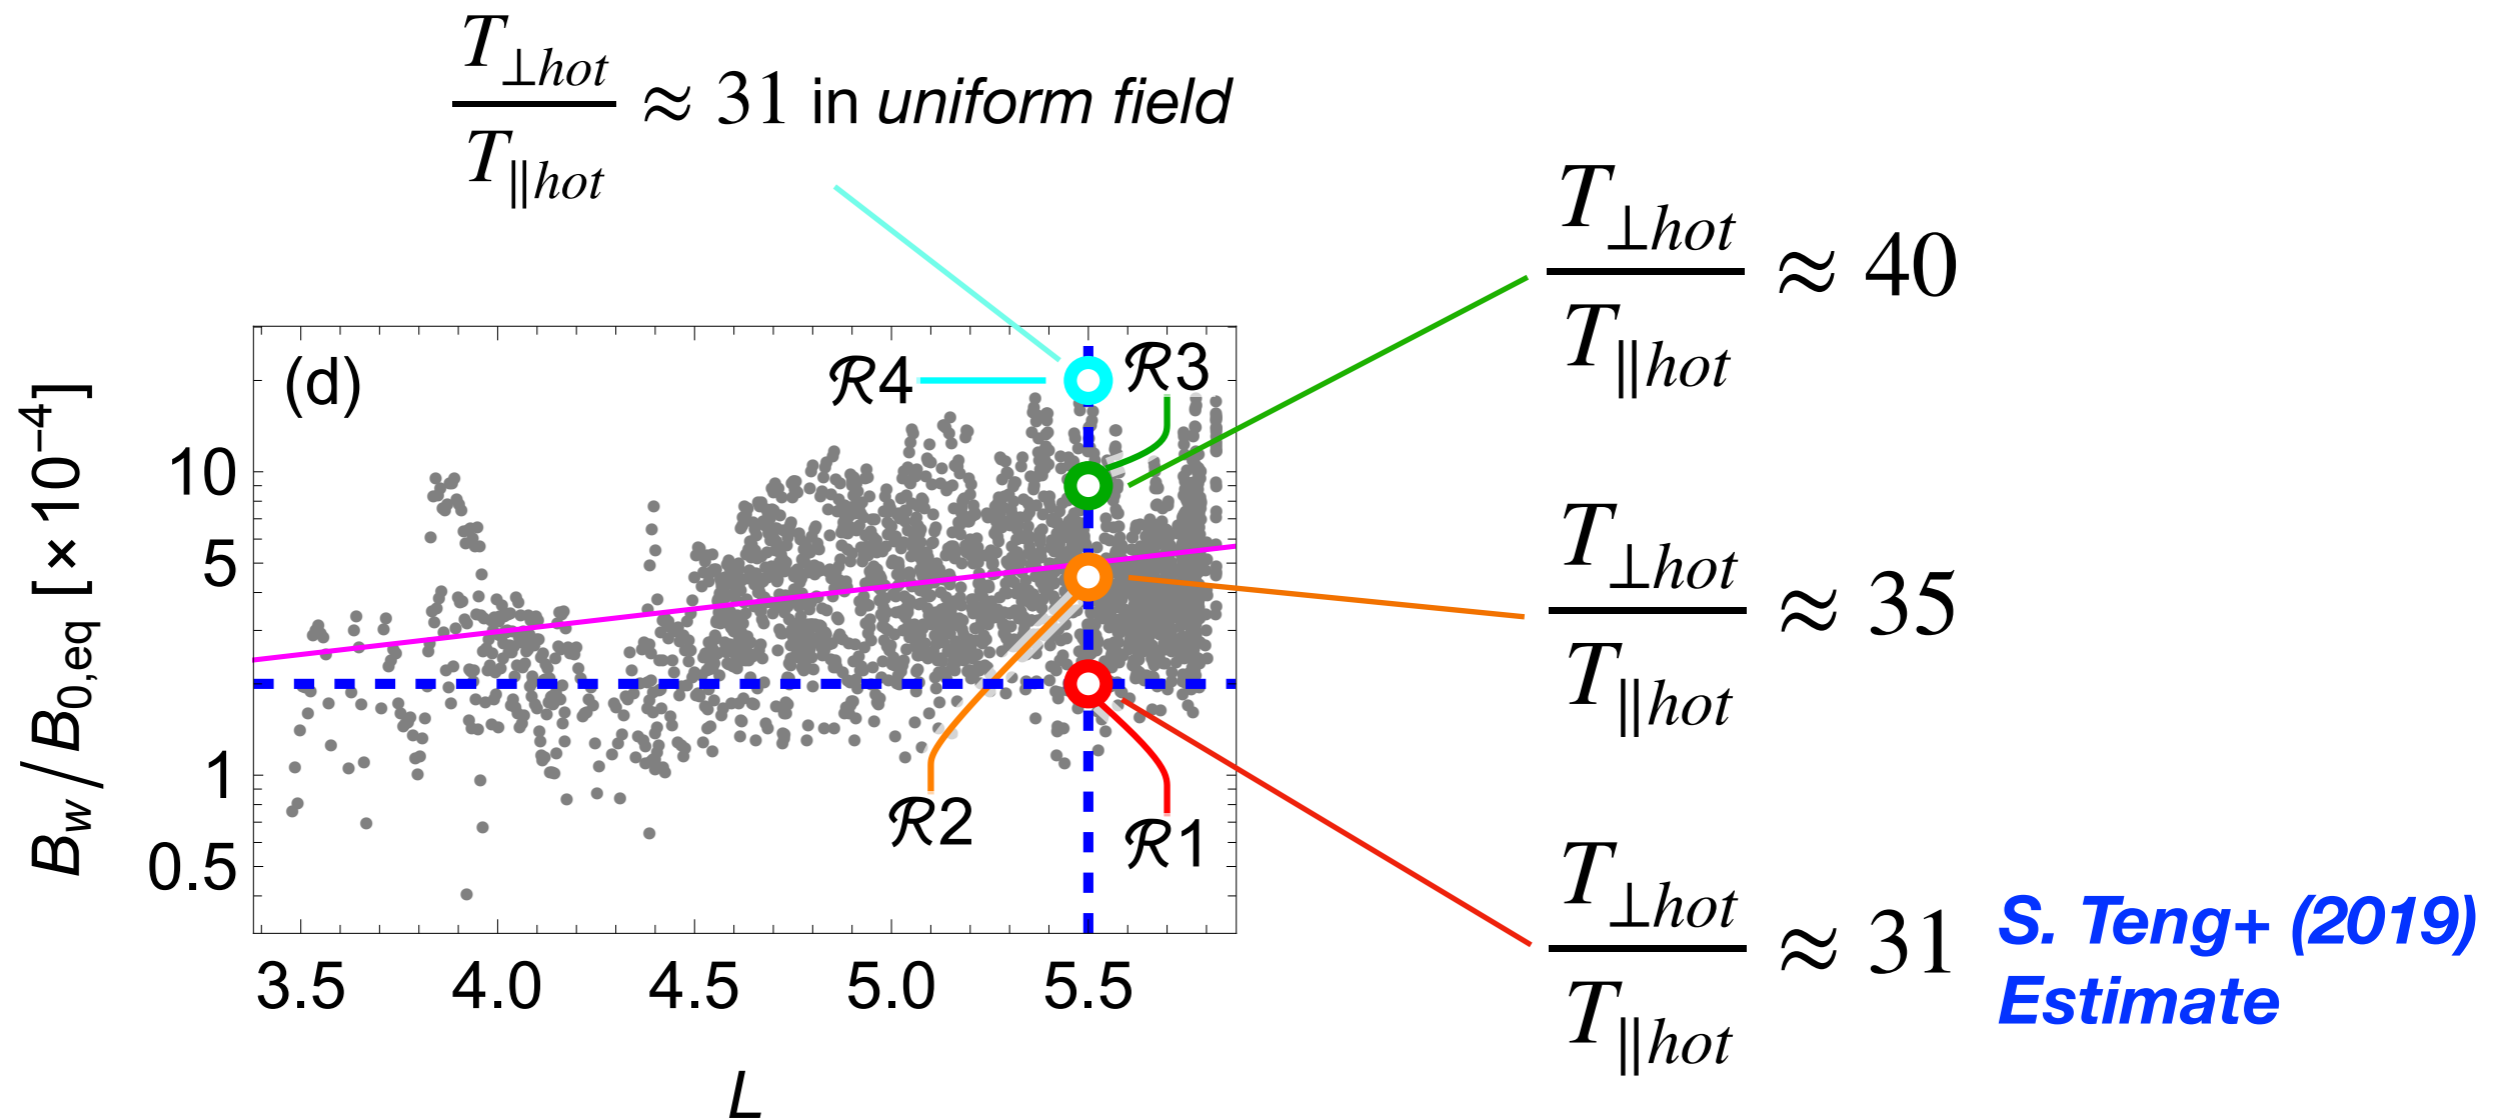 T⊥hot / T∥hot ≈ 31 in uniform field
T⊥hot / T∥hot ≈ 40
T⊥hot / T∥hot ≈ 35
T⊥hot / T∥hot ≈ 31
S. Teng+ (2019)
Estimate
(d)
ℛ4
ℛ3
ℛ2
ℛ1
B_w / B_0,eq [× 10^−4]
10
5
1
0.5
3.5 4.0 4.5 5.0 5.5
L